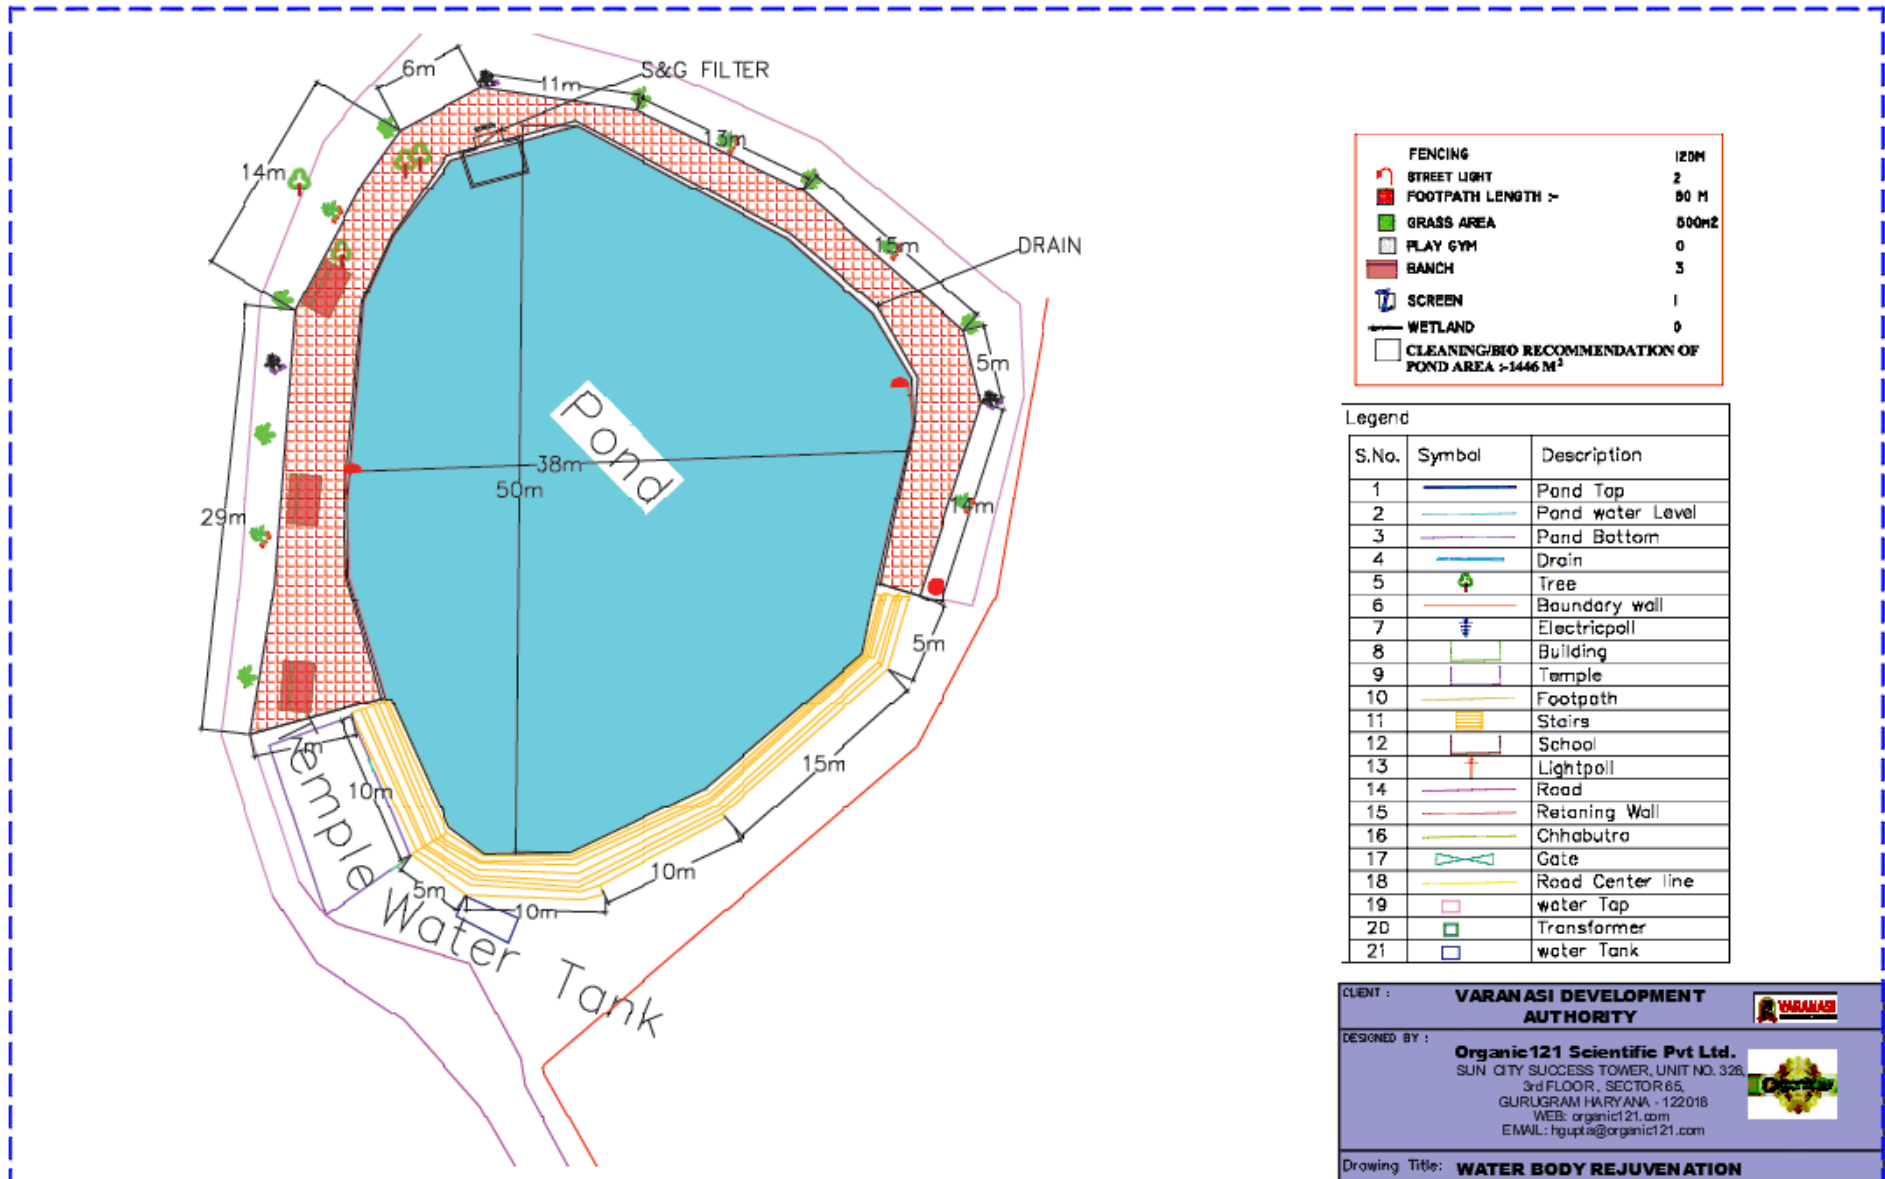 6m
11m
S&G FILTER
13m
14m
15m
DRAIN
5m
Pond
38m
50m
14m
29m
5m
7m
10m
15m
Temple
5m
10m
10m
Water Tank
FENCING 120M
STREET LIGHT 2
FOOTPATH LENGTH :- 80 M
GRASS AREA 500m2
PLAY GYM 0
BANCH 3
SCREEN 1
WETLAND 0
CLEANING/BIO RECOMMENDATION OF
POND AREA :-1446 M²
Legend
S.No. Symbol Description
1 Pond Top
2 Pond water Level
3 Pond Bottom
4 Drain
5 Tree
6 Boundary wall
7 Electricpoll
8 Building
9 Temple
10 Footpath
11 Stairs
12 School
13 Lightpoll
14 Road
15 Retaning Wall
16 Chhabutra
17 Gate
18 Road Center line
19 water Tap
20 Transformer
21 water Tank
CLIENT :
VARANASI DEVELOPMENT
AUTHORITY
VARANASI
DESIGNED BY :
Organic121 Scientific Pvt Ltd.
SUN CITY SUCCESS TOWER, UNIT NO. 328,
3rd FLOOR, SECTOR 65,
GURUGRAM HARYANA - 122018
WEB: organic121.com
EMAIL: hgupta@organic121.com
Drawing Title: WATER BODY REJUVENATION